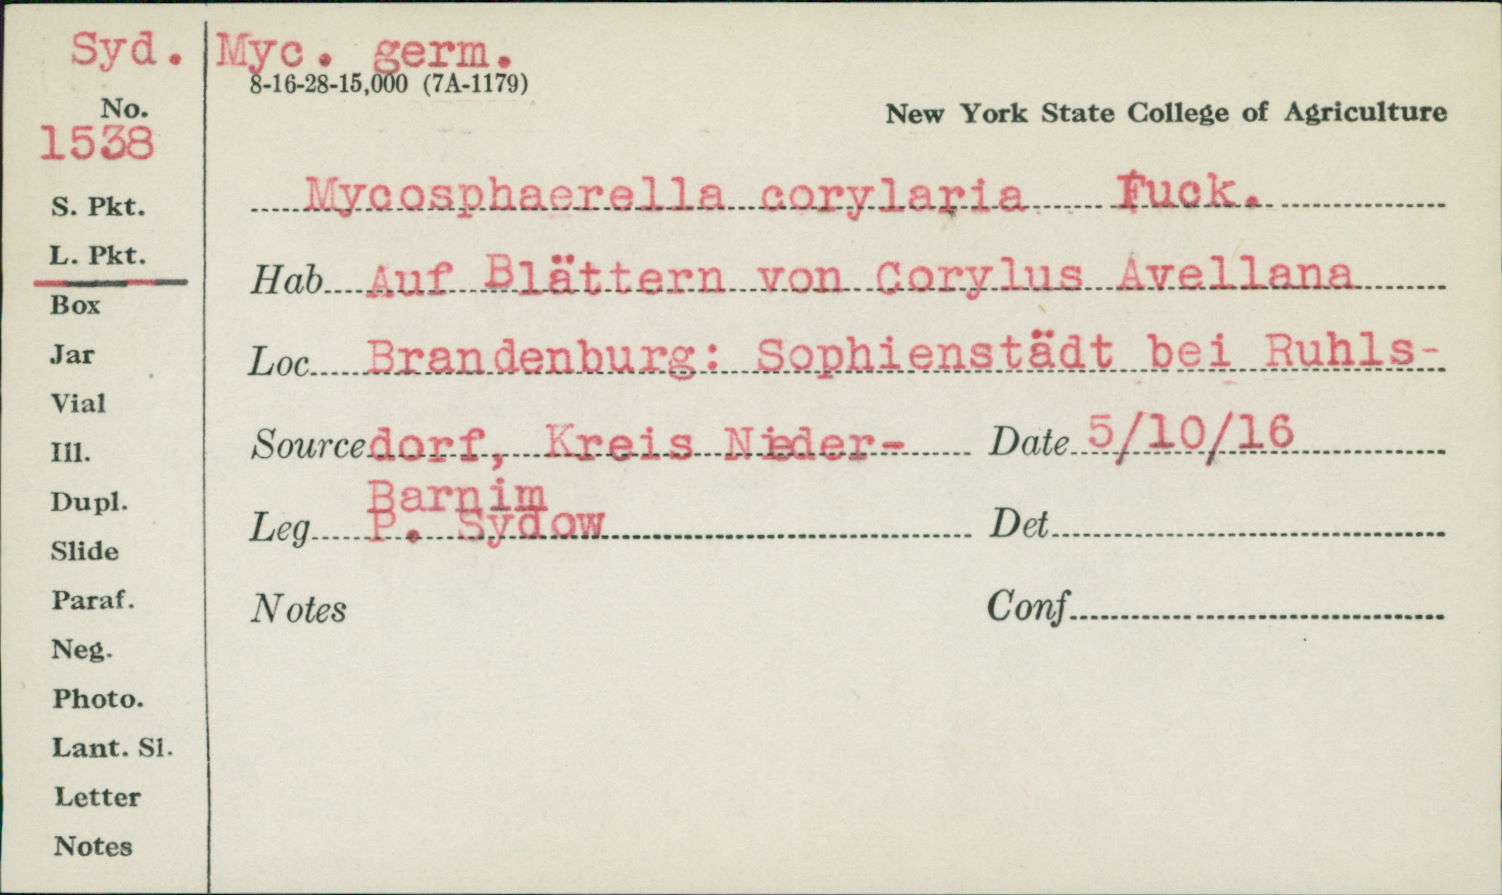 Syd. Myc. germ.
8-16-28-15,000 (7A-1179)
No.
1538
New York State College of Agriculture
Mycosphaerella corylaria Fuck.
S. Pkt.
L. Pkt.
Hab Auf Blättern von Corylus Avellana
Box
Jar
Loc Brandenburg: Sophienstädt bei Ruhls-
Vial
Ill.
Source dorf, Kreis Nieder- Date 5/10/16
Barnim
Dupl.
Leg P. Sydow Det
Slide
Paraf.
Notes Conf
Neg.
Photo.
Lant. Sl.
Letter
Notes